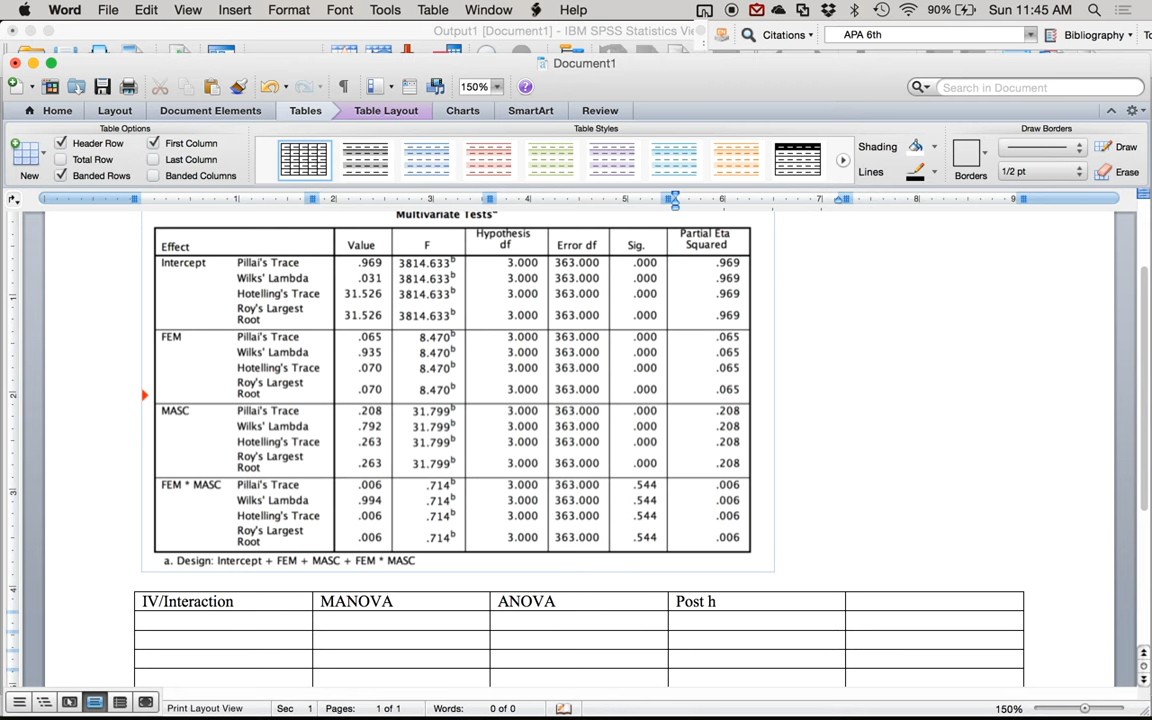 Word File Edit View Insert Format Font Tools Table Window Help 90% Sun 11:45 AM
Output1 [Document1] - IBM SPSS Statistics Vie
Citations APA 6th Bibliography To
Document1
150% Search in Document
Home Layout Document Elements Tables Table Layout Charts SmartArt Review
Table Options Table Styles Draw Borders
Header Row First Column Shading Draw
Total Row Last Column
New Banded Rows Banded Columns Lines Borders 1/2 pt Erase
1 2 3 4 5 6 7 8 9
Multivariate Tests
Effect Value F Hypothesis df Error df Sig. Partial Eta Squared
Intercept Pillai's Trace .969 3814.633b 3.000 363.000 .000 .969
Wilks' Lambda .031 3814.633b 3.000 363.000 .000 .969
Hotelling's Trace 31.526 3814.633b 3.000 363.000 .000 .969
Roy's Largest Root 31.526 3814.633b 3.000 363.000 .000 .969
FEM Pillai's Trace .065 8.470b 3.000 363.000 .000 .065
Wilks' Lambda .935 8.470b 3.000 363.000 .000 .065
Hotelling's Trace .070 8.470b 3.000 363.000 .000 .065
Roy's Largest Root .070 8.470b 3.000 363.000 .000 .065
MASC Pillai's Trace .208 31.799b 3.000 363.000 .000 .208
Wilks' Lambda .792 31.799b 3.000 363.000 .000 .208
Hotelling's Trace .263 31.799b 3.000 363.000 .000 .208
Roy's Largest Root .263 31.799b 3.000 363.000 .000 .208
FEM * MASC Pillai's Trace .006 .714b 3.000 363.000 .544 .006
Wilks' Lambda .994 .714b 3.000 363.000 .544 .006
Hotelling's Trace .006 .714b 3.000 363.000 .544 .006
Roy's Largest Root .006 .714b 3.000 363.000 .544 .006
a. Design: Intercept + FEM + MASC + FEM * MASC
IV/Interaction MANOVA ANOVA Post h
Print Layout View Sec 1 Pages: 1 of 1 Words: 0 of 0 150%